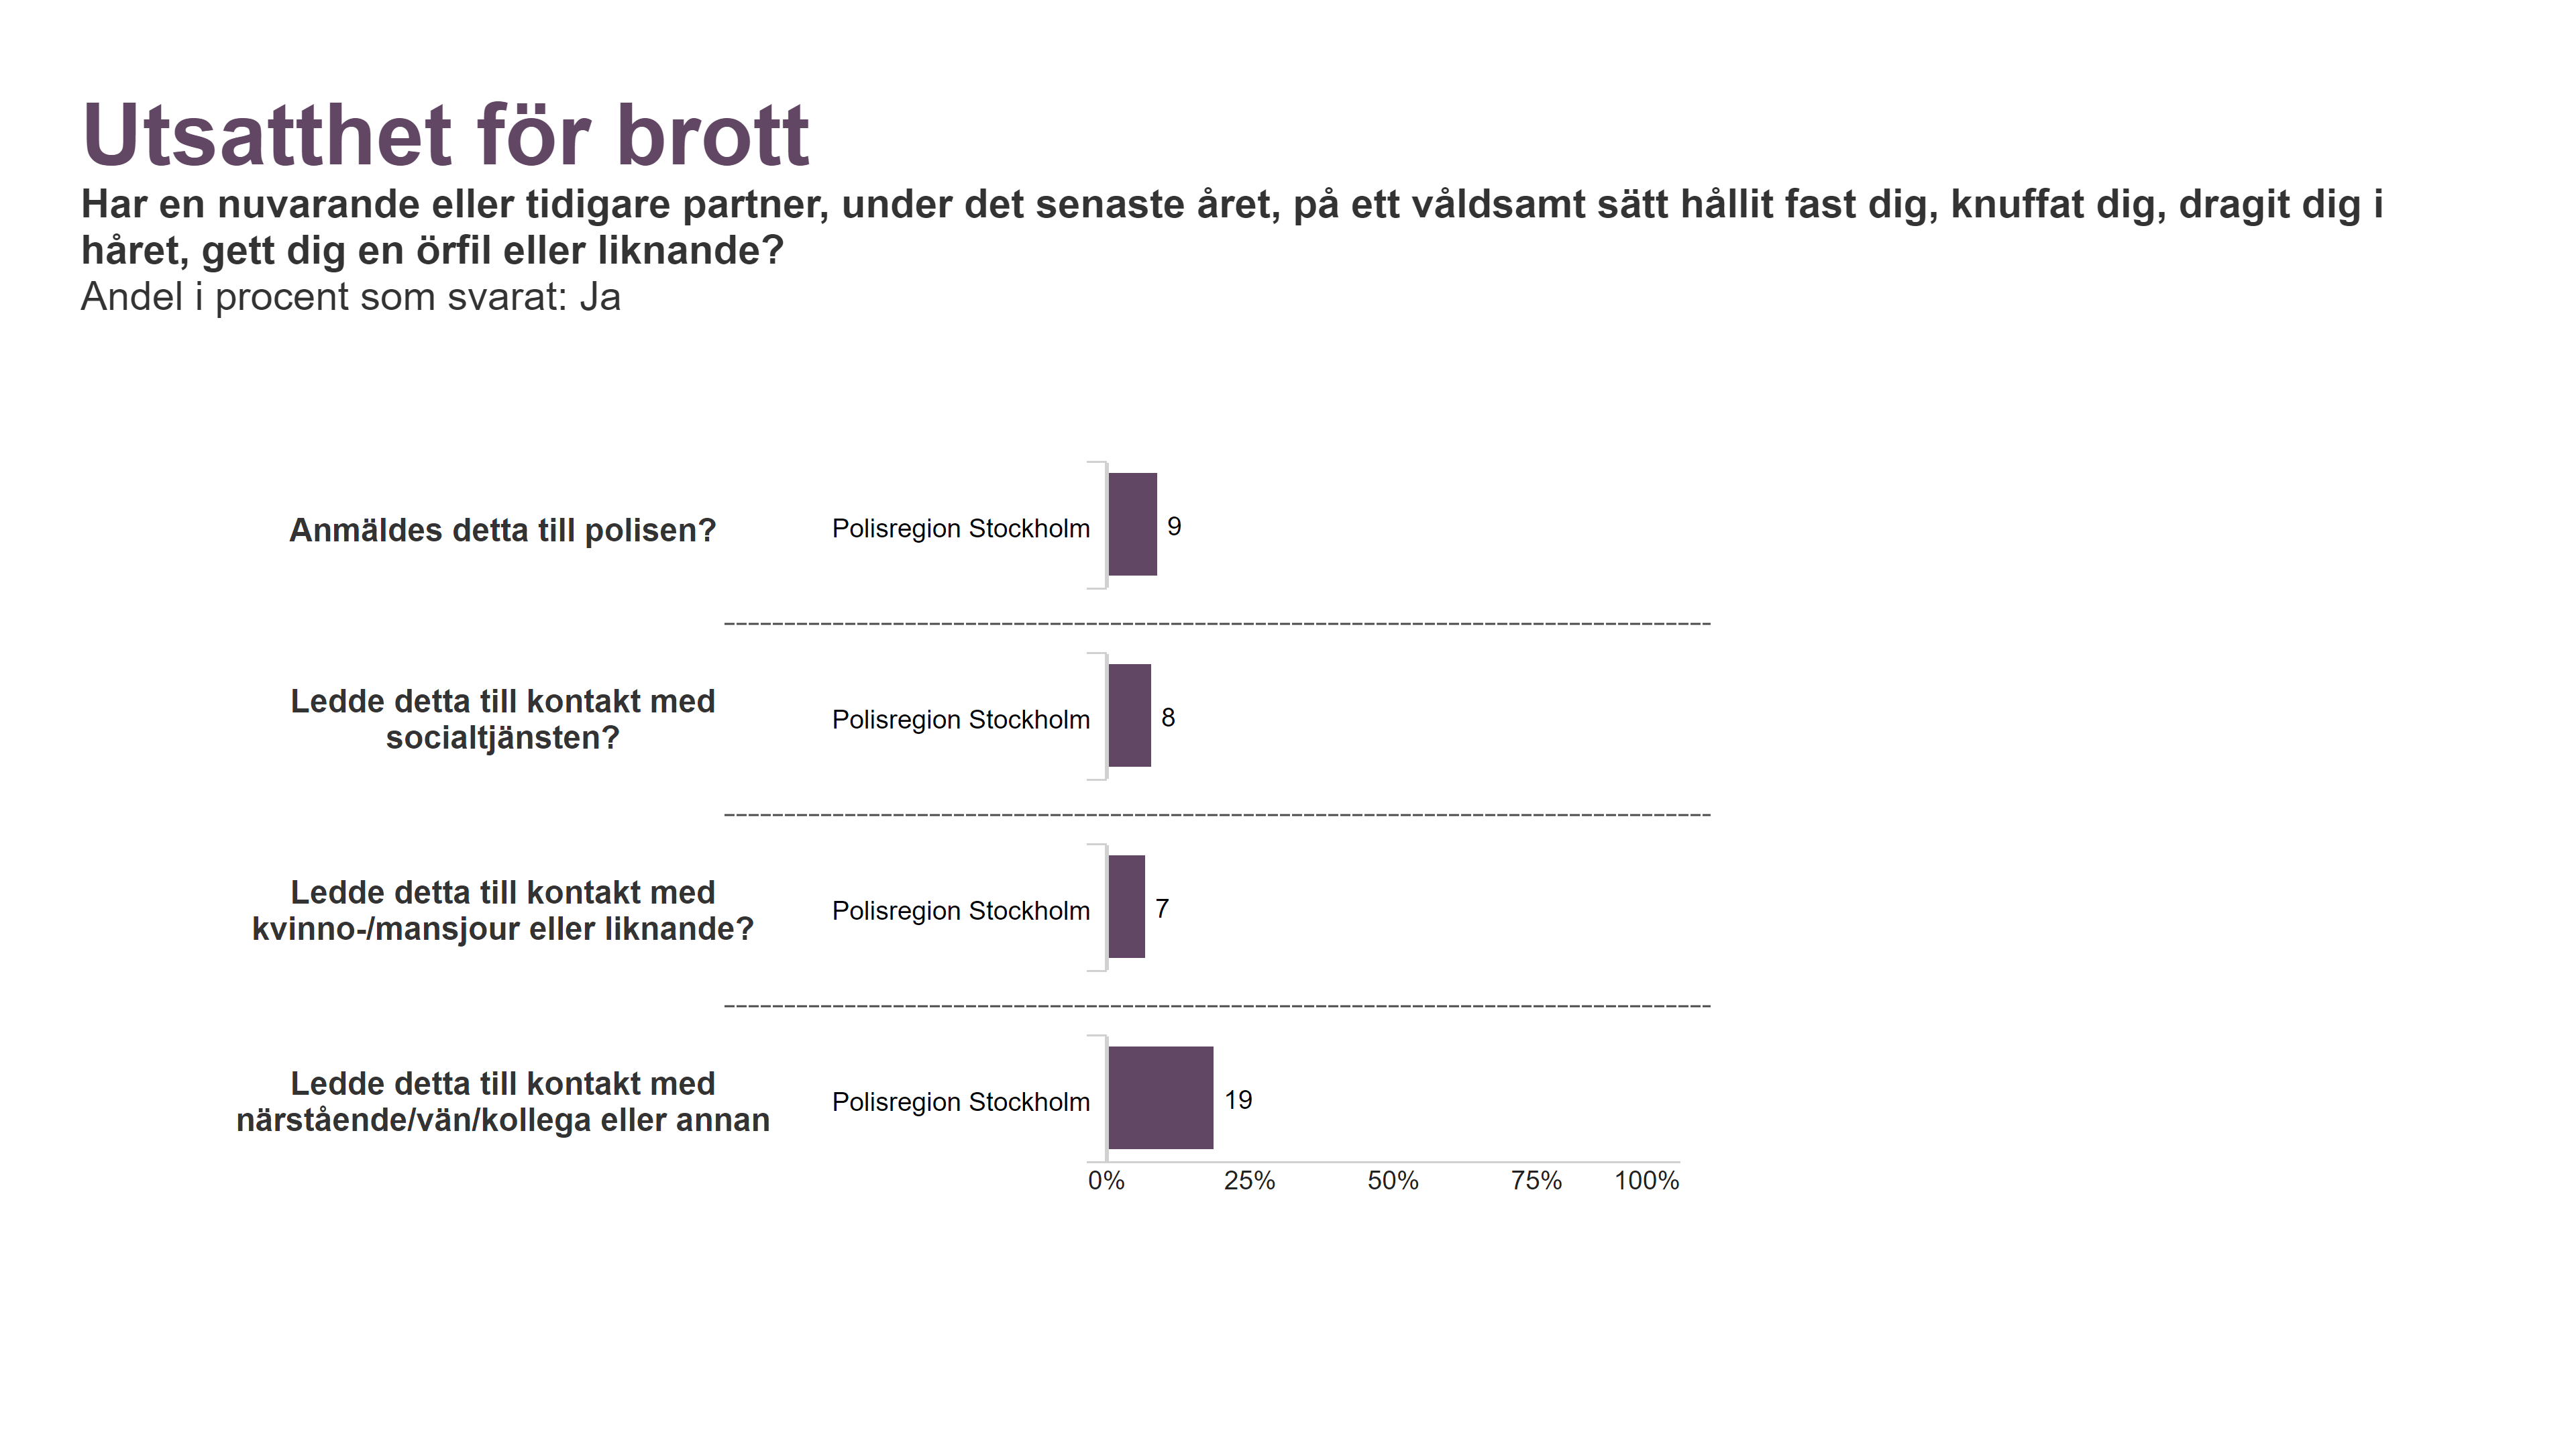 Utsatthet för brott
Har en nuvarande eller tidigare partner, under det senaste året, på ett våldsamt sätt hållit fast dig, knuffat dig, dragit dig i
håret, gett dig en örfil eller liknande?
Andel i procent som svarat: Ja
Anmäldes detta till polisen?
Polisregion Stockholm
9
Ledde detta till kontakt med
socialtjänsten?
Polisregion Stockholm
8
Ledde detta till kontakt med
kvinno-/mansjour eller liknande?
Polisregion Stockholm
7
Ledde detta till kontakt med
närstående/vän/kollega eller annan
Polisregion Stockholm
19
0% 25% 50% 75% 100%